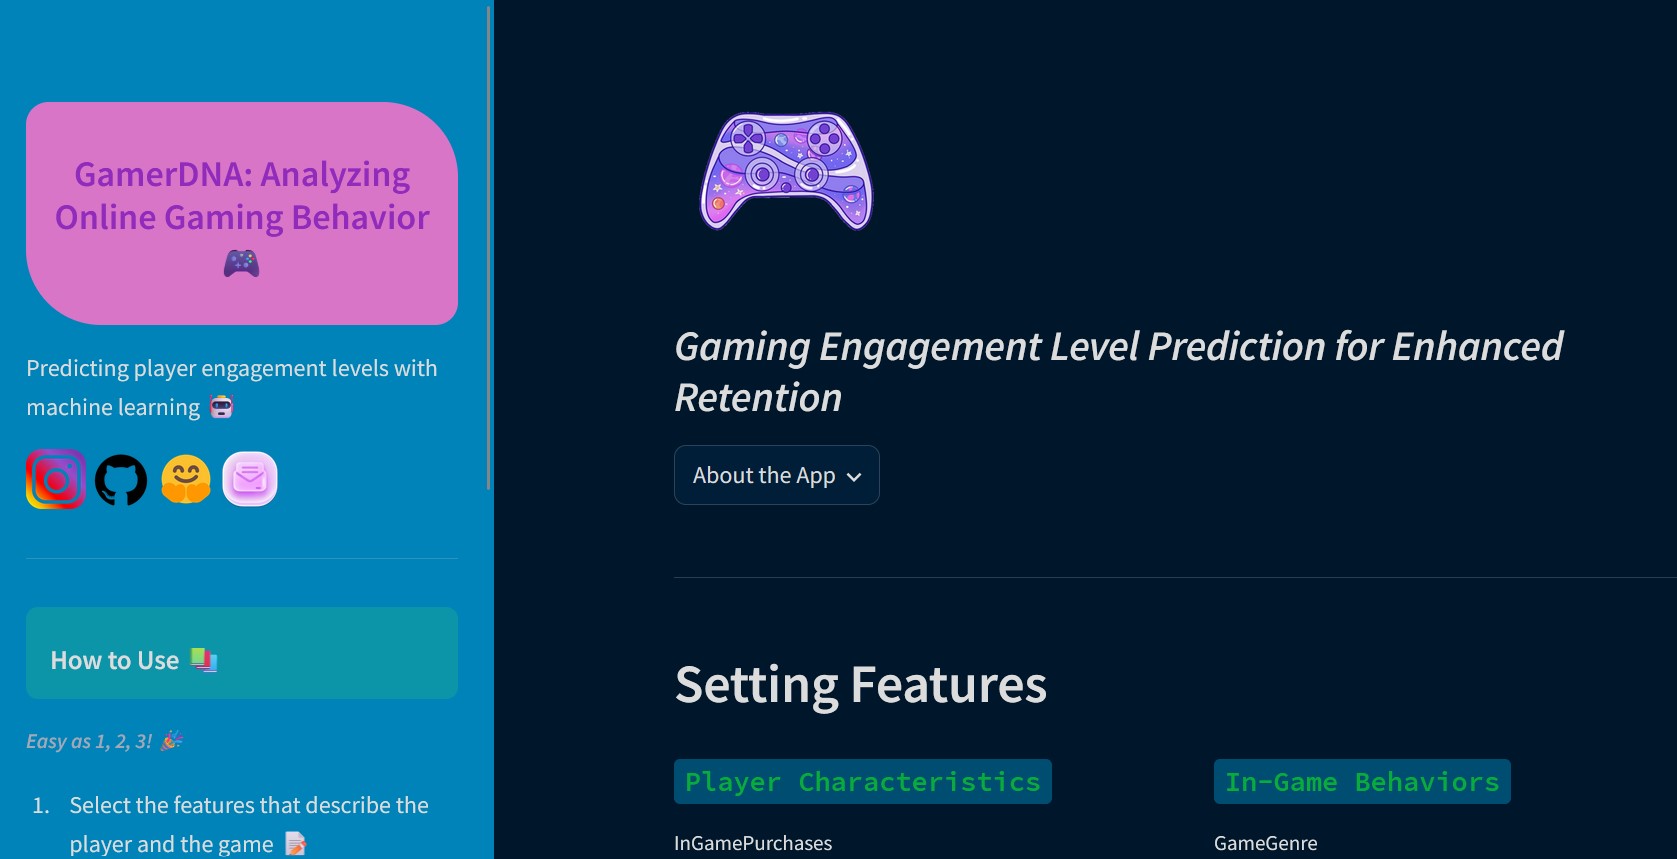 GamerDNA: Analyzing
Online Gaming Behavior
Predicting player engagement levels with
machine learning
How to Use
Easy as 1, 2, 3!
1. Select the features that describe the
player and the game
Gaming Engagement Level Prediction for Enhanced
Retention
About the App
Setting Features
Player Characteristics
InGamePurchases
In-Game Behaviors
GameGenre